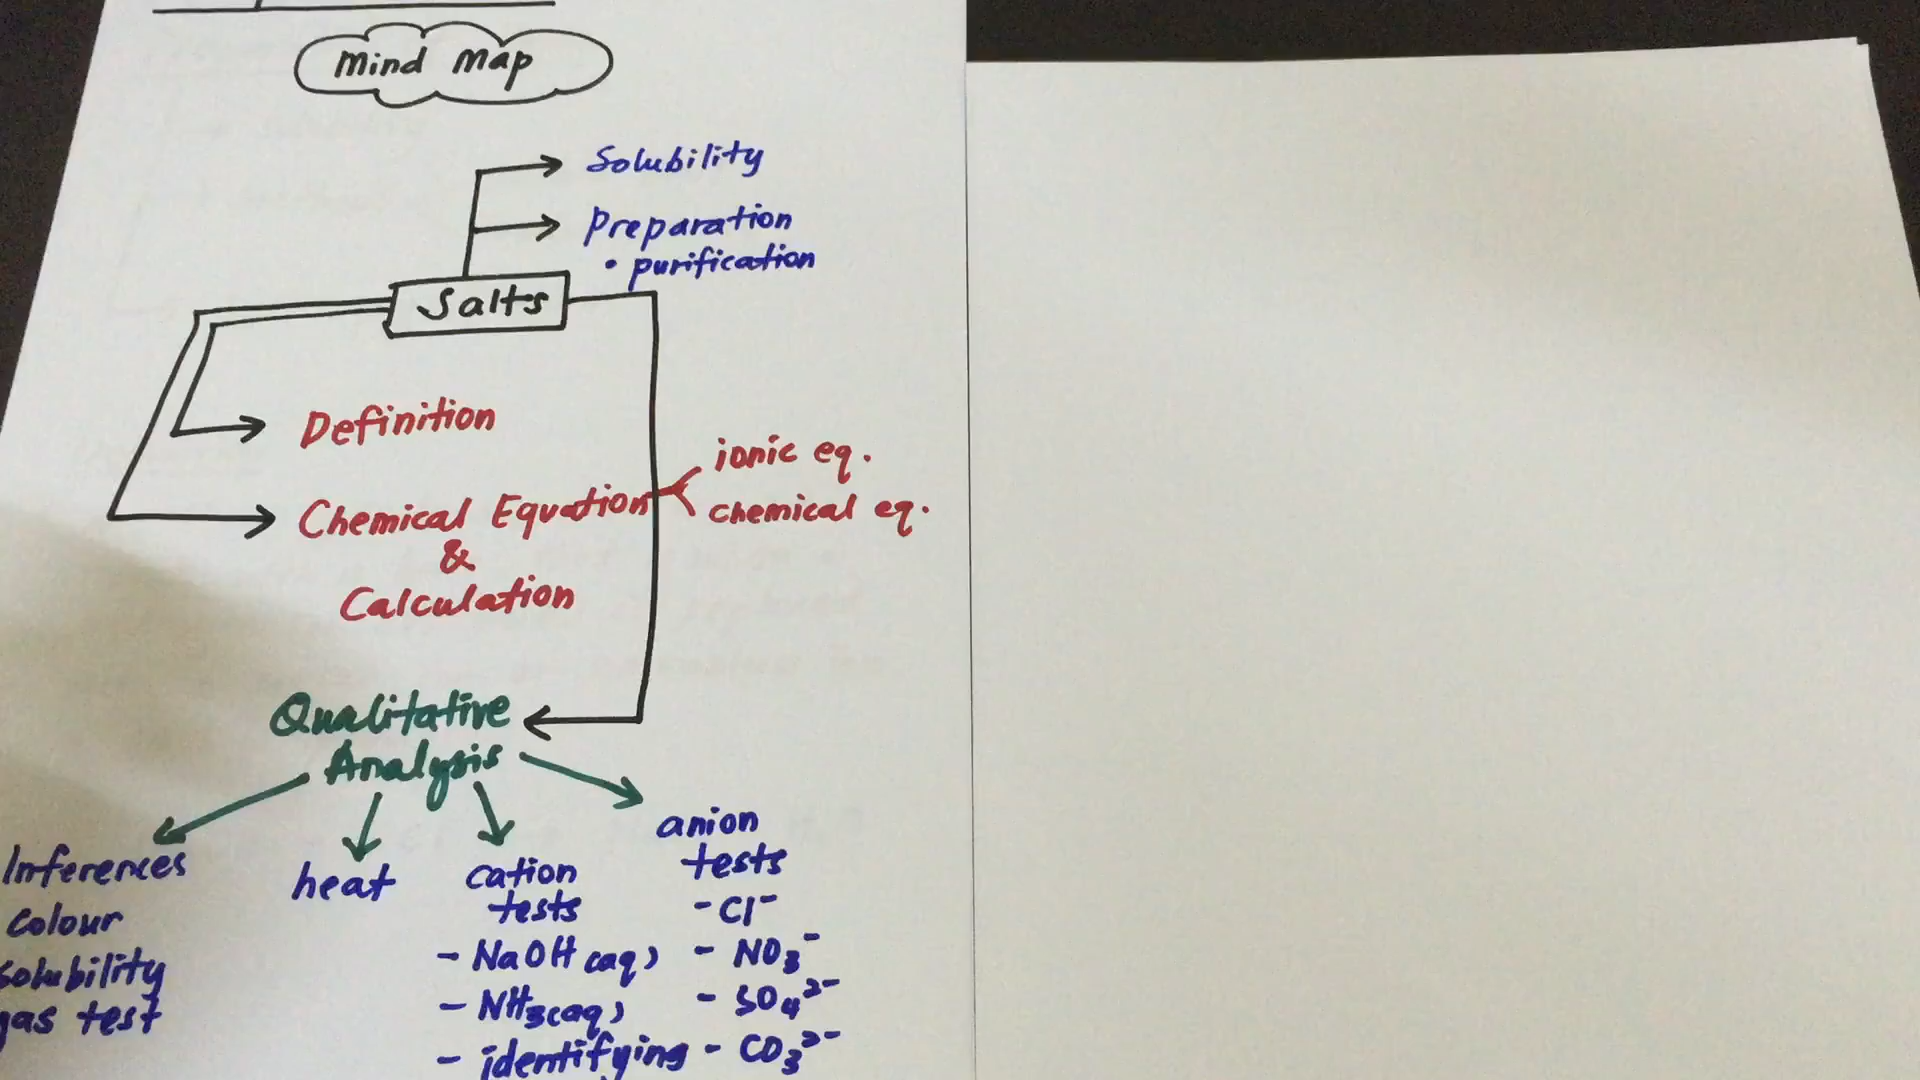 Mind Map
Solubility
Preparation
• purification
Salts
Definition
ionic eq.
Chemical Equation
chemical eq.
&
Calculation
Qualitative
Analysis
Inferences
colour
solubility
gas test
heat
cation
tests
- NaOH (aq)
- NH₃(aq)
- identifying
anion
tests
- Cl⁻
- NO₃⁻
- SO₄²⁻
- CO₃²⁻